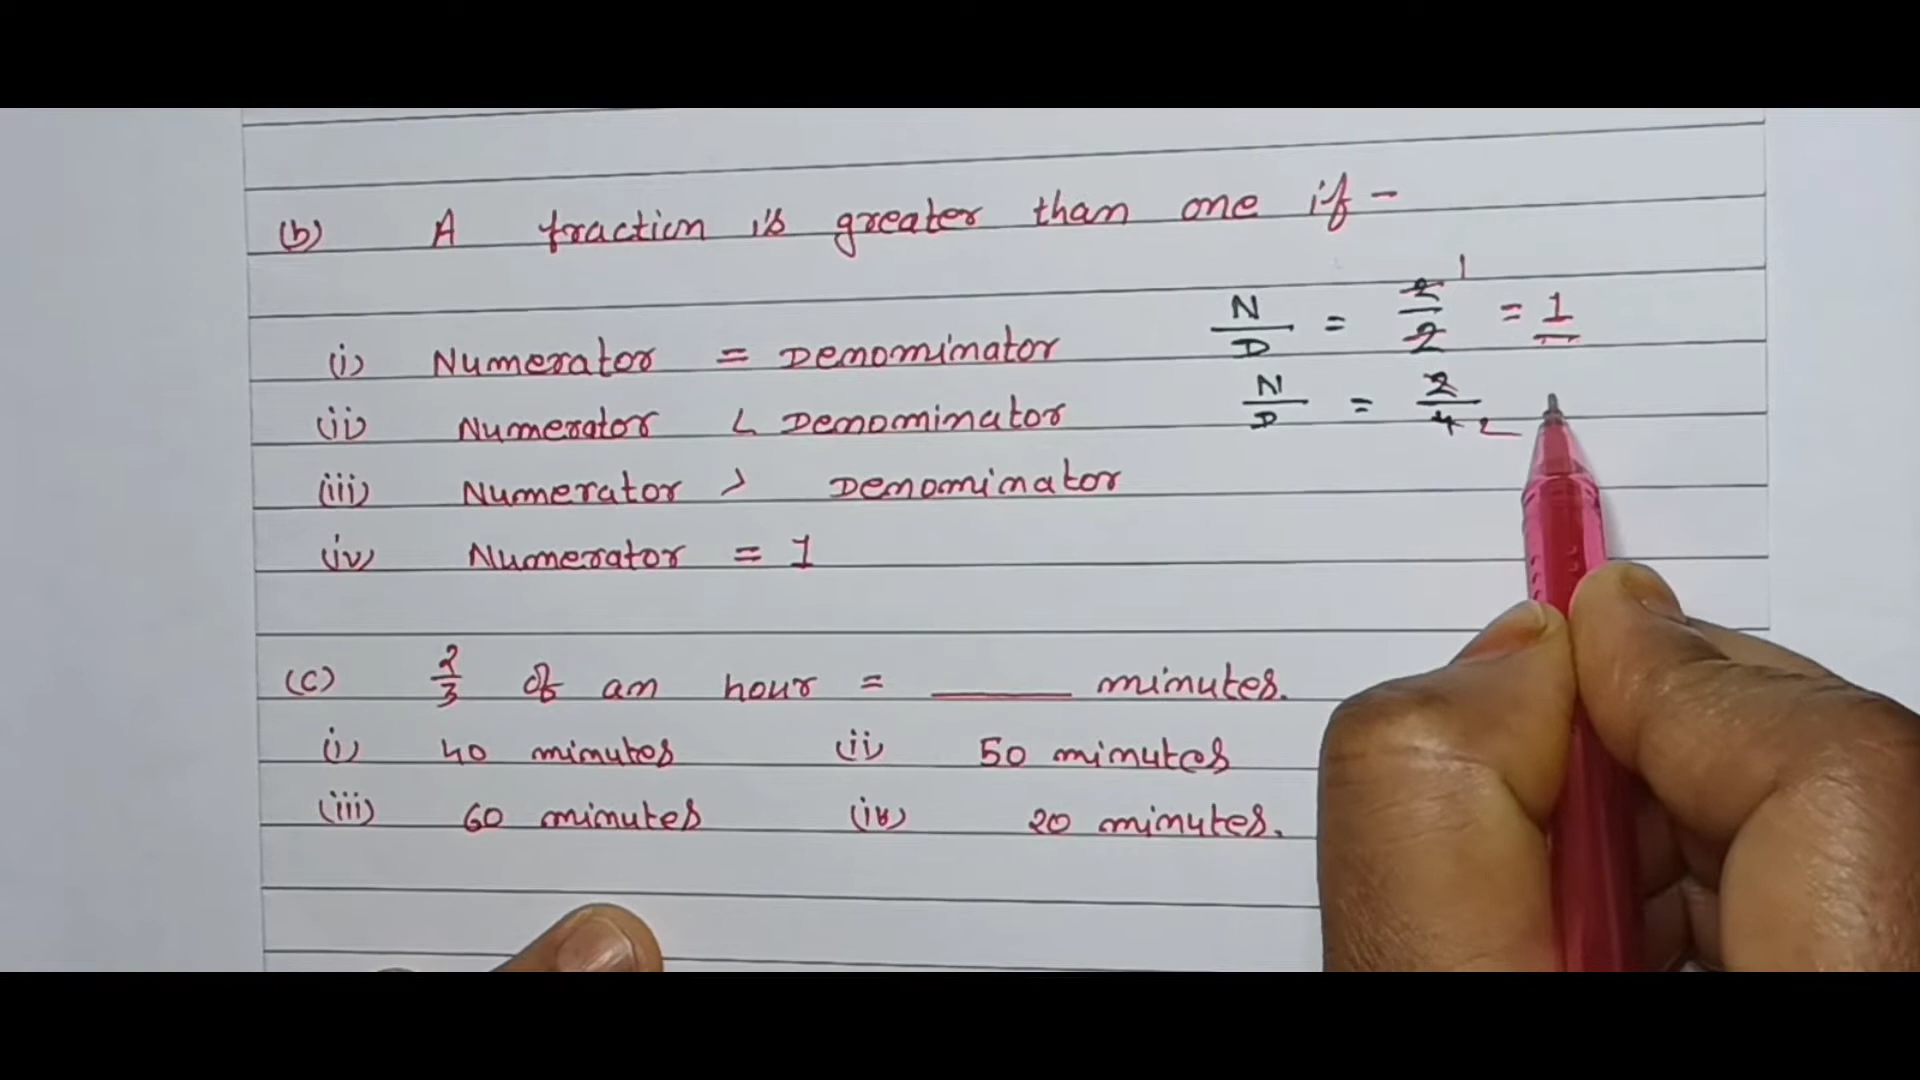 (b) A fraction is greater than one if -
(i) Numerator = Denominator N/D = 2/2 1 = 1
(ii) Numerator < Denominator N/D = 2/4 2
(iii) Numerator > Denominator
(iv) Numerator = 1
(c) 2/3 of an hour = ______ minutes.
(i) 40 minutes (ii) 50 minutes
(iii) 60 minutes (iv) 20 minutes.